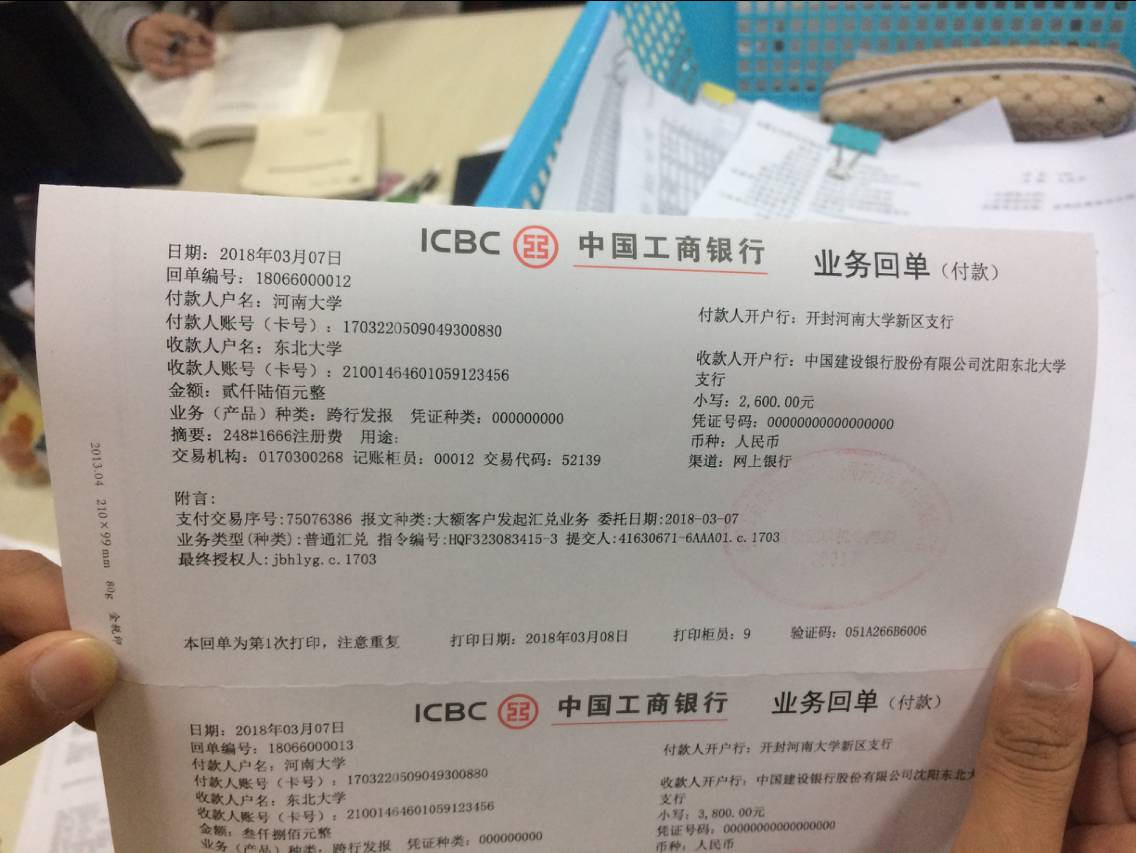 2013.04 210×99mm 80g
ICBC 中国工商银行 业务回单（付款）
日期：2018年03月07日
回单编号：18066000012
付款人户名：河南大学 付款人开户行：开封河南大学新区支行
付款人账号（卡号）：1703220509049300880
收款人户名：东北大学 收款人开户行：中国建设银行股份有限公司沈阳东北大学
收款人账号（卡号）：21001464601059123456 支行
金额：贰仟陆佰元整 小写：2,600.00元
业务（产品）种类：跨行发报 凭证种类：000000000 凭证号码：00000000000000000
摘要：248#1666注册费 用途： 币种：人民币
交易机构：0170300268 记账柜员：00012 交易代码：52139 渠道：网上银行
附言：
支付交易序号:75076386 报文种类:大额客户发起汇兑业务 委托日期:2018-03-07
业务类型(种类):普通汇兑 指令编号:HQF323083415-3 提交人:41630671-6AAA01.c.1703
最终授权人:jbhlyg.c.1703
本回单为第1次打印，注意重复 打印日期：2018年03月08日 打印柜员：9 验证码：051A266B6006
ICBC 中国工商银行 业务回单（付款）
日期：2018年03月07日
回单编号：18066000013
付款人户名：河南大学 付款人开户行：开封河南大学新区支行
付款人账号（卡号）：1703220509049300880
收款人户名：东北大学 收款人开户行：中国建设银行股份有限公司沈阳东北大
收款人账号（卡号）：21001464601059123456 支行
金额：叁仟捌佰元整 小写：3,800.00元
业务（产品）种类：跨行发报 凭证种类：000000000 凭证号码：00000000000000000
币种：人民币